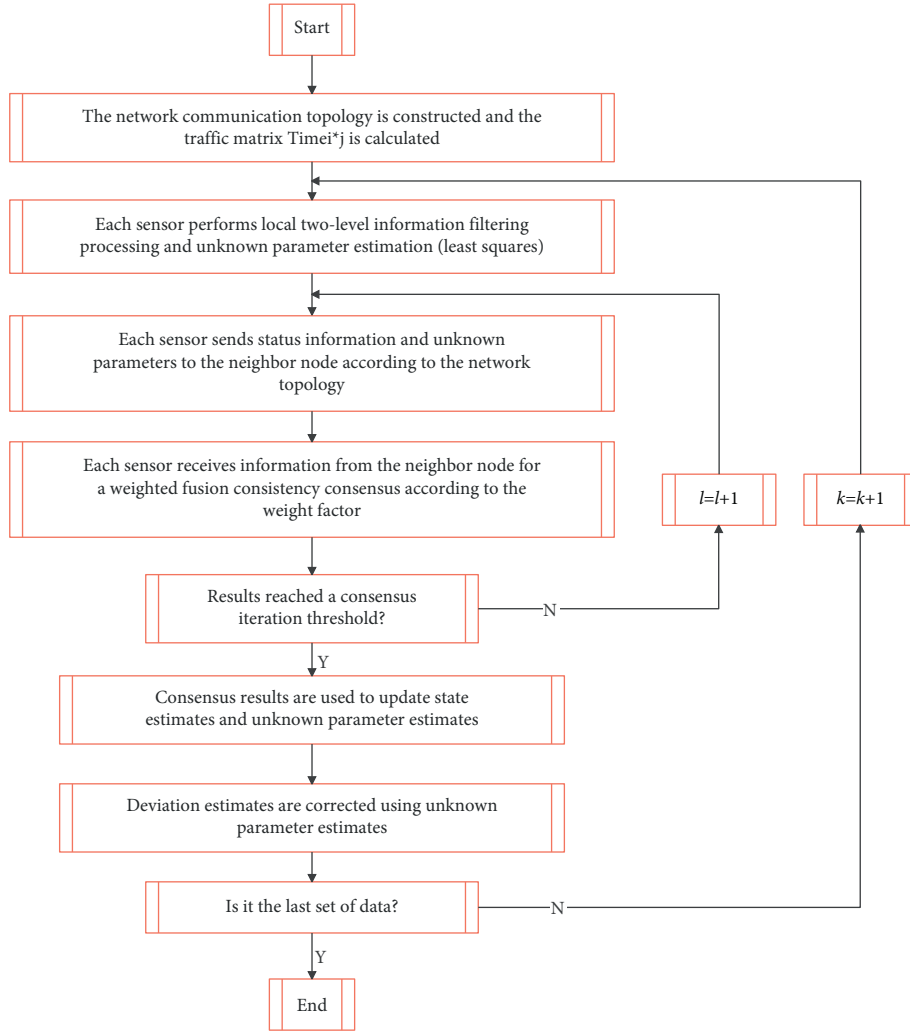 Start
The network communication topology is constructed and the
traffic matrix Timei*j is calculated
Each sensor performs local two-level information filtering
processing and unknown parameter estimation (least squares)
Each sensor sends status information and unknown
parameters to the neighbor node according to the network
topology
Each sensor receives information from the neighbor node for
a weighted fusion consistency consensus according to the
weight factor
l=l+1
k=k+1
Results reached a consensus
iteration threshold?
N
Y
Consensus results are used to update state
estimates and unknown parameter estimates
Deviation estimates are corrected using unknown
parameter estimates
Is it the last set of data?
N
Y
End